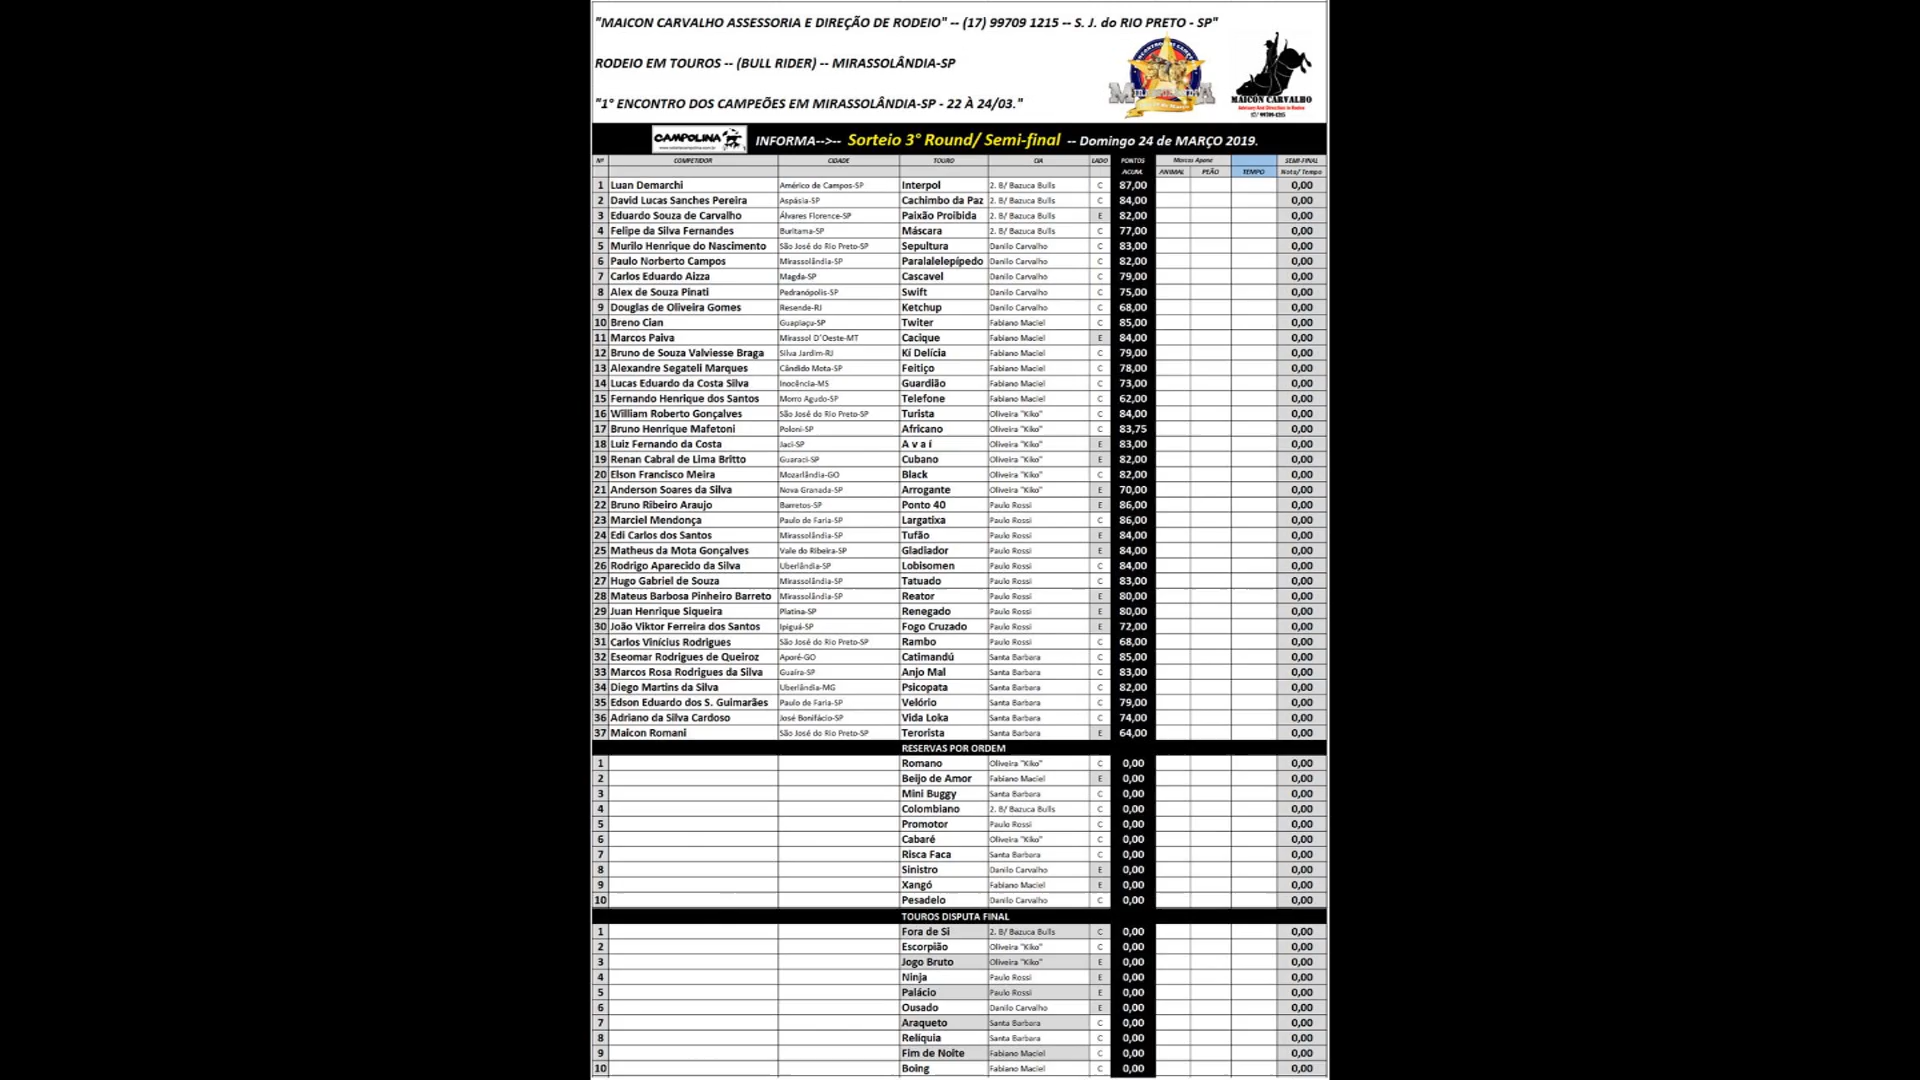 "MAICON CARVALHO ASSESSORIA E DIREÇÃO DE RODEIO" -- (17) 99709 1215 -- S. J. do RIO PRETO - SP"
RODEIO EM TOUROS -- (BULL RIDER) -- MIRASSOLÂNDIA-SP
"1° ENCONTRO DOS CAMPEÕES EM MIRASSOLÂNDIA-SP - 22 À 24/03."
MAICON CARVALHO
17/ 99709-1215
CAMPOLINA INFORMA-->-- Sorteio 3° Round/ Semi-final -- Domingo 24 de MARÇO 2019.
Nº COMPETIDOR CIDADE TOURO CIA LADO PONTOS Marcos Apone SEMI-FINAL
ACUM. ANIMAL PEÃO TEMPO Nota/ Tempo
1 Luan Demarchi Américo de Campos-SP Interpol 2. B/ Bazuca Bulls C 87,00 0,00
2 David Lucas Sanches Pereira Aspásia-SP Cachimbo da Paz 2. B/ Bazuca Bulls C 84,00 0,00
3 Eduardo Souza de Carvalho Álvares Florence-SP Paixão Proibida 2. B/ Bazuca Bulls E 82,00 0,00
4 Felipe da Silva Fernandes Buritama-SP Máscara 2. B/ Bazuca Bulls C 77,00 0,00
5 Murilo Henrique do Nascimento São José do Rio Preto-SP Sepultura Danilo Carvalho C 83,00 0,00
6 Paulo Norberto Campos Mirassolândia-SP Paralalelepípedo Danilo Carvalho C 82,00 0,00
7 Carlos Eduardo Aizza Magda-SP Cascavel Danilo Carvalho C 79,00 0,00
8 Alex de Souza Pinati Pedranópolis-SP Swift Danilo Carvalho C 75,00 0,00
9 Douglas de Oliveira Gomes Resende-RJ Ketchup Danilo Carvalho C 68,00 0,00
10 Breno Cian Guapiaçu-SP Twiter Fabiano Maciel C 85,00 0,00
11 Marcos Paiva Mirassol D'Oeste-MT Cacique Fabiano Maciel E 84,00 0,00
12 Bruno de Souza Valviesse Braga Silva Jardim-RJ Ki Delícia Fabiano Maciel C 79,00 0,00
13 Alexandre Segateli Marques Cândido Mota-SP Feitiço Fabiano Maciel C 78,00 0,00
14 Lucas Eduardo da Costa Silva Inocência-MS Guardião Fabiano Maciel C 73,00 0,00
15 Fernando Henrique dos Santos Morro Agudo-SP Telefone Fabiano Maciel C 62,00 0,00
16 William Roberto Gonçalves São José do Rio Preto-SP Turista Oliveira "Kiko" C 84,00 0,00
17 Bruno Henrique Mafetoni Poloni-SP Africano Oliveira "Kiko" C 83,75 0,00
18 Luiz Fernando da Costa Jaci-SP A v a í Oliveira "Kiko" E 83,00 0,00
19 Renan Cabral de Lima Britto Guaraci-SP Cubano Oliveira "Kiko" E 82,00 0,00
20 Elson Francisco Meira Mozarlândia-GO Black Oliveira "Kiko" C 82,00 0,00
21 Anderson Soares da Silva Nova Granada-SP Arrogante Oliveira "Kiko" E 70,00 0,00
22 Bruno Ribeiro Araujo Barretos-SP Ponto 40 Paulo Rossi E 86,00 0,00
23 Marciel Mendonça Paulo de Faria-SP Largatixa Paulo Rossi C 86,00 0,00
24 Edi Carlos dos Santos Mirassolândia-SP Tufão Paulo Rossi E 84,00 0,00
25 Matheus da Mota Gonçalves Vale do Ribeira-SP Gladiador Paulo Rossi E 84,00 0,00
26 Rodrigo Aparecido da Silva Uberlândia-SP Lobisomen Paulo Rossi C 84,00 0,00
27 Hugo Gabriel de Souza Mirassolândia-SP Tatuado Paulo Rossi C 83,00 0,00
28 Mateus Barbosa Pinheiro Barreto Mirassolândia-SP Reator Paulo Rossi E 80,00 0,00
29 Juan Henrique Siqueira Platina-SP Renegado Paulo Rossi E 80,00 0,00
30 João Viktor Ferreira dos Santos Ipiguá-SP Fogo Cruzado Paulo Rossi E 72,00 0,00
31 Carlos Vinícius Rodrigues São José do Rio Preto-SP Rambo Paulo Rossi C 68,00 0,00
32 Eseomar Rodrigues de Queiroz Aporé-GO Catimandú Santa Barbara C 85,00 0,00
33 Marcos Rosa Rodrigues da Silva Guaíra-SP Anjo Mal Santa Barbara C 83,00 0,00
34 Diego Martins da Silva Uberlândia-MG Psicopata Santa Barbara C 82,00 0,00
35 Edson Eduardo dos S. Guimarães Paulo de Faria-SP Velório Santa Barbara C 79,00 0,00
36 Adriano da Silva Cardoso José Bonifácio-SP Vida Loka Santa Barbara C 74,00 0,00
37 Maicon Romani São José do Rio Preto-SP Terorista Santa Barbara E 64,00 0,00
RESERVAS POR ORDEM
1 Romano Oliveira "Kiko" C 0,00 0,00
2 Beijo de Amor Fabiano Maciel E 0,00 0,00
3 Mini Buggy Santa Barbara C 0,00 0,00
4 Colombiano 2. B/ Bazuca Bulls C 0,00 0,00
5 Promotor Paulo Rossi C 0,00 0,00
6 Cabaré Oliveira "Kiko" C 0,00 0,00
7 Risca Faca Santa Barbara C 0,00 0,00
8 Sinistro Danilo Carvalho E 0,00 0,00
9 Xangó Fabiano Maciel E 0,00 0,00
10 Pesadelo Danilo Carvalho C 0,00 0,00
TOUROS DISPUTA FINAL
1 Fora de Si 2. B/ Bazuca Bulls C 0,00 0,00
2 Escorpião Oliveira "Kiko" C 0,00 0,00
3 Jogo Bruto Oliveira "Kiko" E 0,00 0,00
4 Ninja Paulo Rossi E 0,00 0,00
5 Palácio Paulo Rossi E 0,00 0,00
6 Ousado Danilo Carvalho E 0,00 0,00
7 Araqueto Santa Barbara C 0,00 0,00
8 Relíquia Santa Barbara C 0,00 0,00
9 Fim de Noite Fabiano Maciel C 0,00 0,00
10 Boing Fabiano Maciel C 0,00 0,00